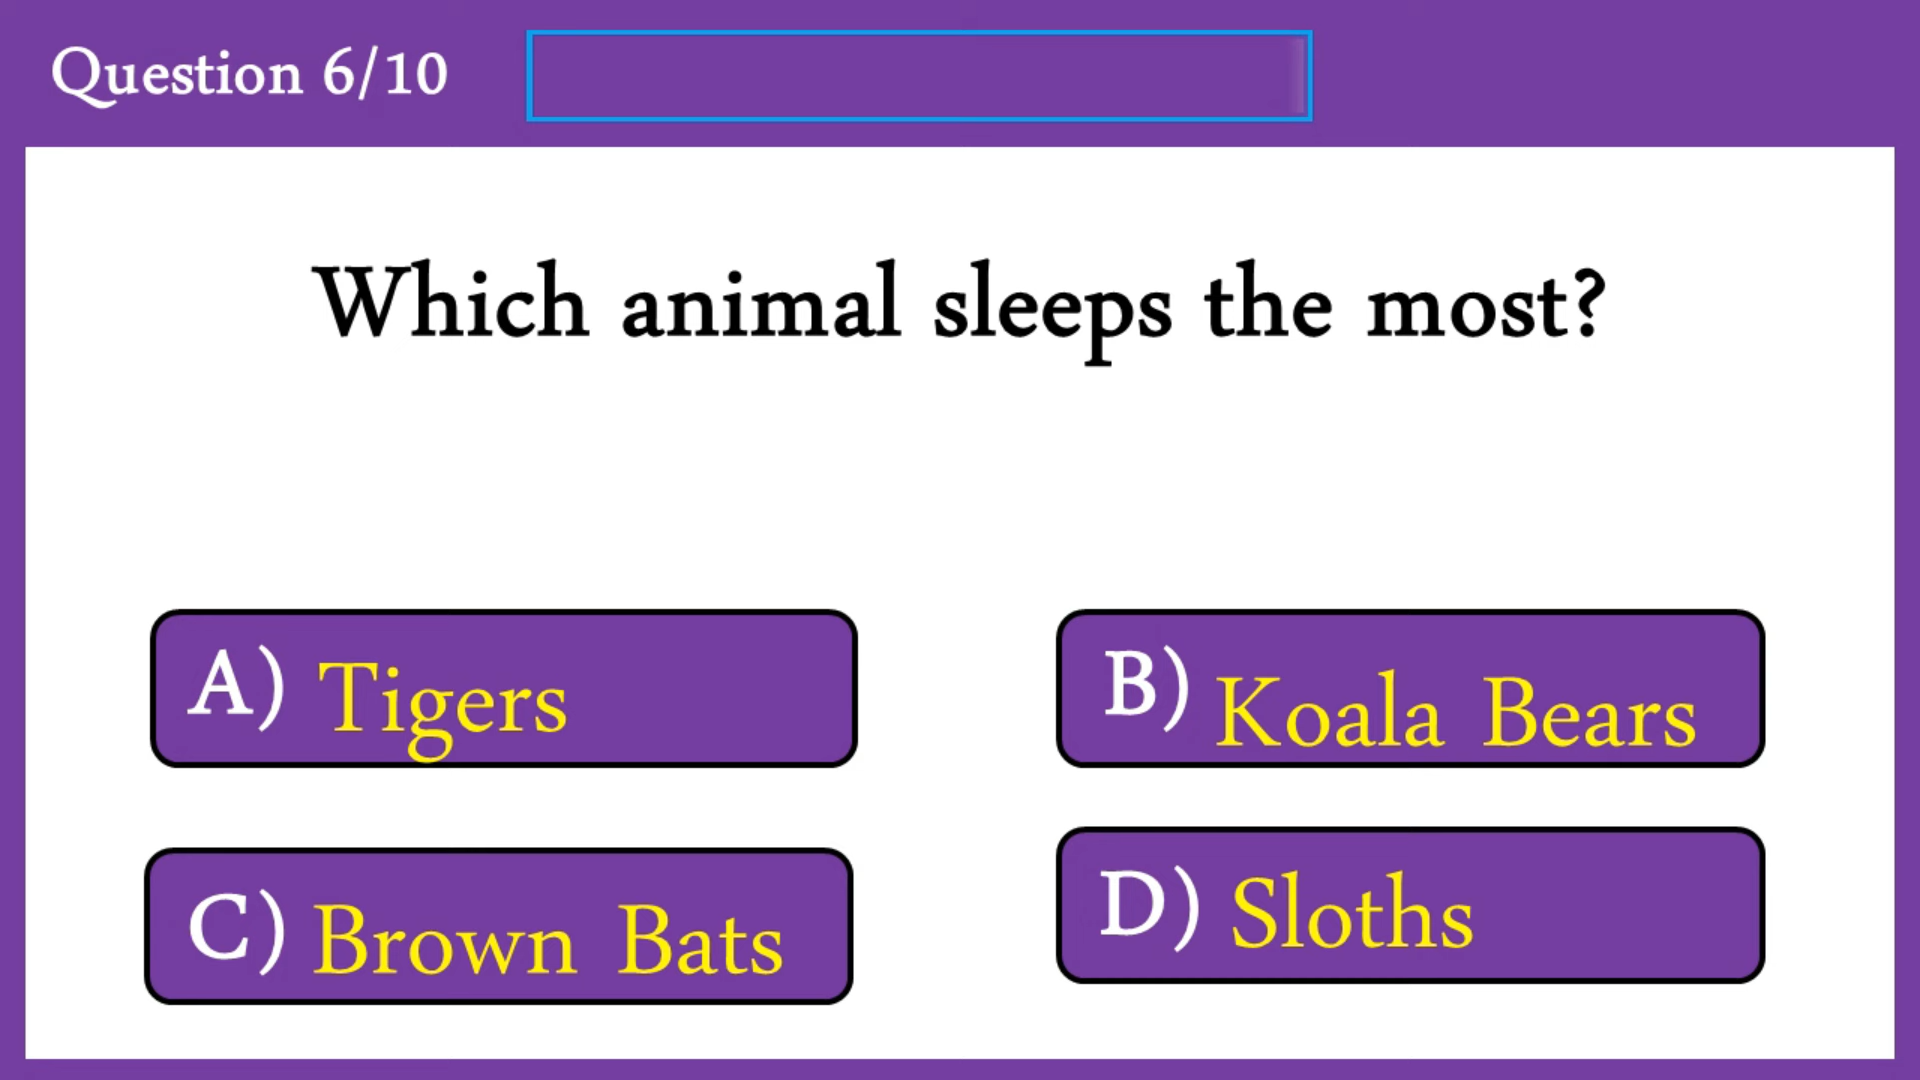 Question 6/10
Which animal sleeps the most?
A) Tigers
B) Koala Bears
C) Brown Bats
D) Sloths